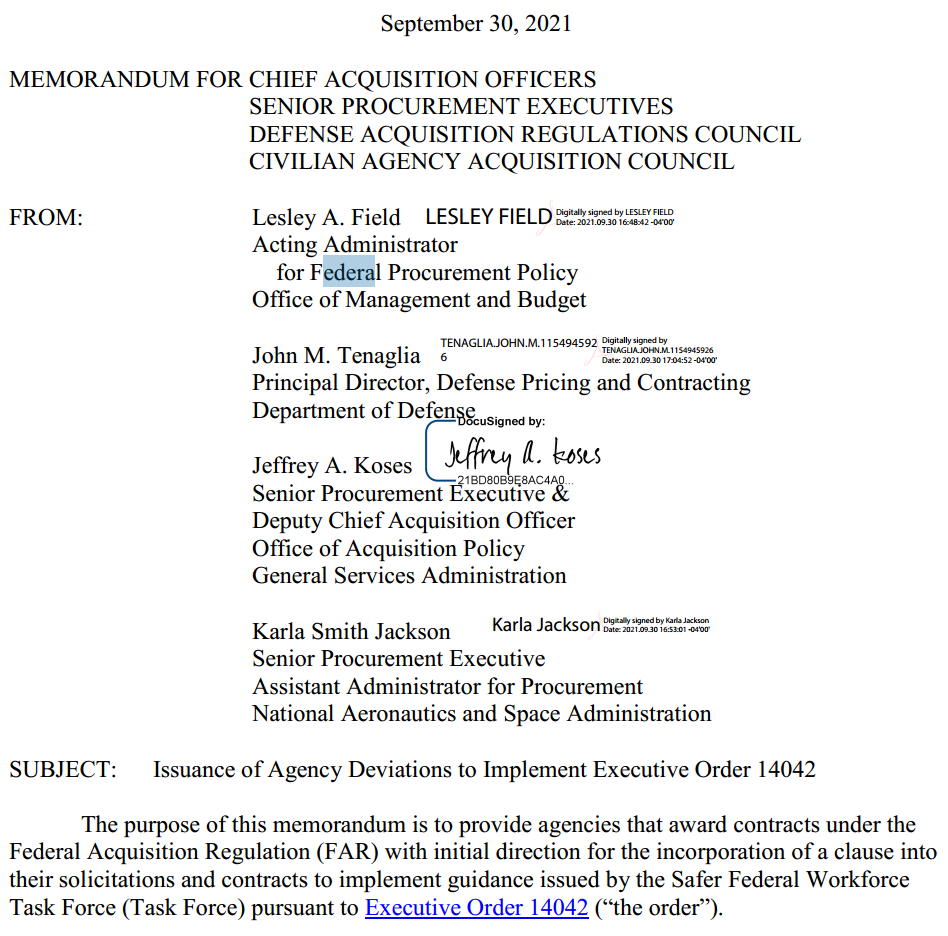 September 30, 2021
MEMORANDUM FOR CHIEF ACQUISITION OFFICERS
SENIOR PROCUREMENT EXECUTIVES
DEFENSE ACQUISITION REGULATIONS COUNCIL
CIVILIAN AGENCY ACQUISITION COUNCIL
FROM: Lesley A. Field LESLEY FIELD Digitally signed by LESLEY FIELD
Date: 2021.09.30 16:48:42 -04'00'
Acting Administrator
for Federal Procurement Policy
Office of Management and Budget
TENAGLIA.JOHN.M.115494592
6
Digitally signed by
TENAGLIA.JOHN.M.1154945926
Date: 2021.09.30 17:04:52 -04'00'
John M. Tenaglia
Principal Director, Defense Pricing and Contracting
Department of Defense
DocuSigned by:
Jeffrey A. Koses
21BD80B9E8AC4A0...
Jeffrey A. Koses
Senior Procurement Executive &
Deputy Chief Acquisition Officer
Office of Acquisition Policy
General Services Administration
Karla Smith Jackson Karla Jackson Digitally signed by Karla Jackson
Date: 2021.09.30 16:53:01 -04'00'
Senior Procurement Executive
Assistant Administrator for Procurement
National Aeronautics and Space Administration
SUBJECT: Issuance of Agency Deviations to Implement Executive Order 14042
The purpose of this memorandum is to provide agencies that award contracts under the
Federal Acquisition Regulation (FAR) with initial direction for the incorporation of a clause into
their solicitations and contracts to implement guidance issued by the Safer Federal Workforce
Task Force (Task Force) pursuant to Executive Order 14042 (“the order”).